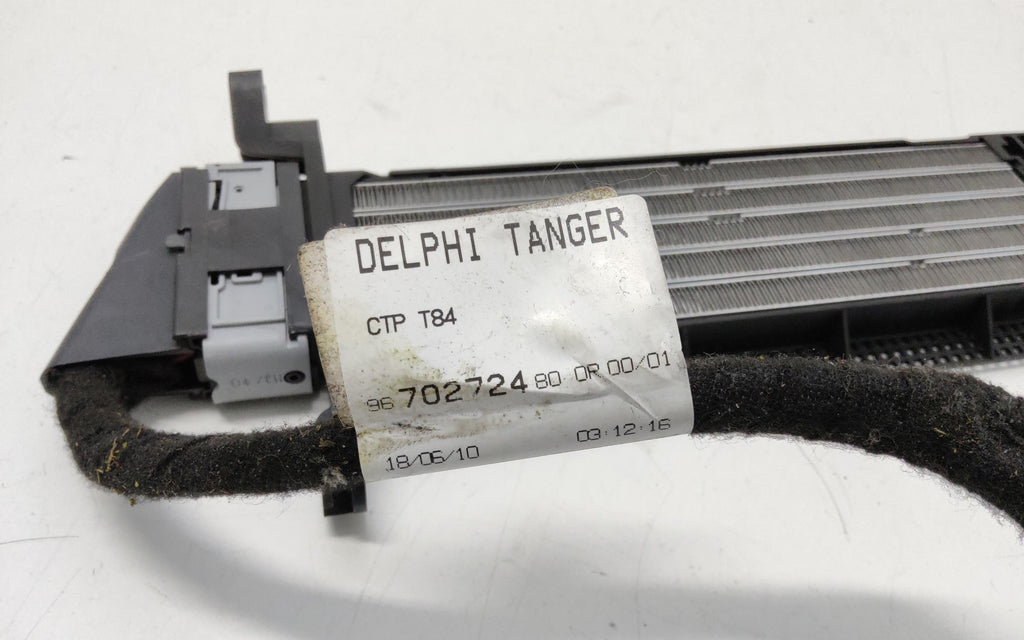 DELPHI TANGER
CTP T84
96 702724 80 0R 00/01
18/06/10 03:12:16